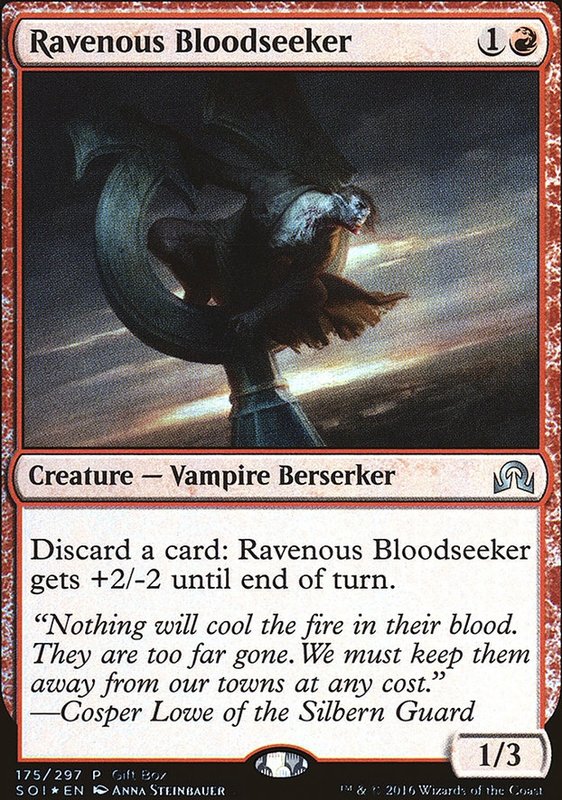 Ravenous Bloodseeker 1
Creature — Vampire Berserker
Discard a card: Ravenous Bloodseeker
gets +2/-2 until end of turn.
“Nothing will cool the fire in their blood.
They are too far gone. We must keep them
away from our towns at any cost.”
—Cosper Lowe of the Silbern Guard
1/3
175/297 P Gift Box
SOI★EN Anna Steinbauer
™ & © 2016 Wizards of the Coast